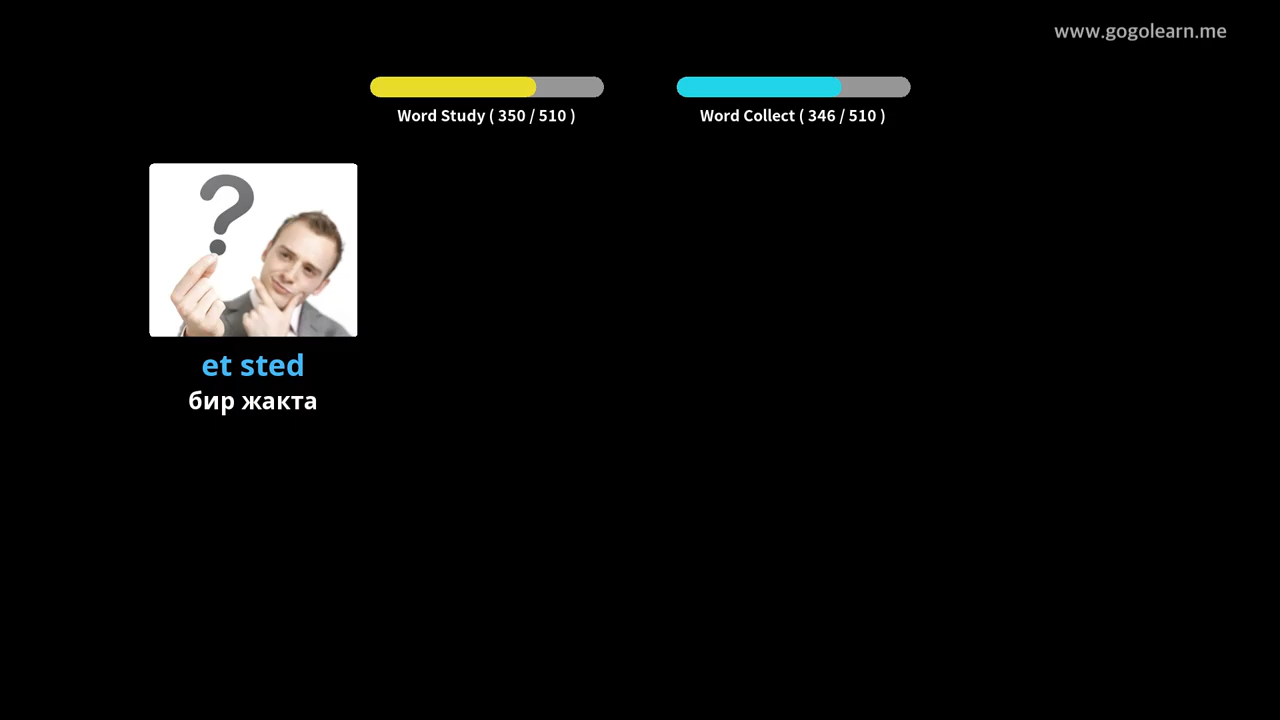 www.gogolearn.me
Word Study ( 350 / 510 )
Word Collect ( 346 / 510 )
?
et sted
бир жакта